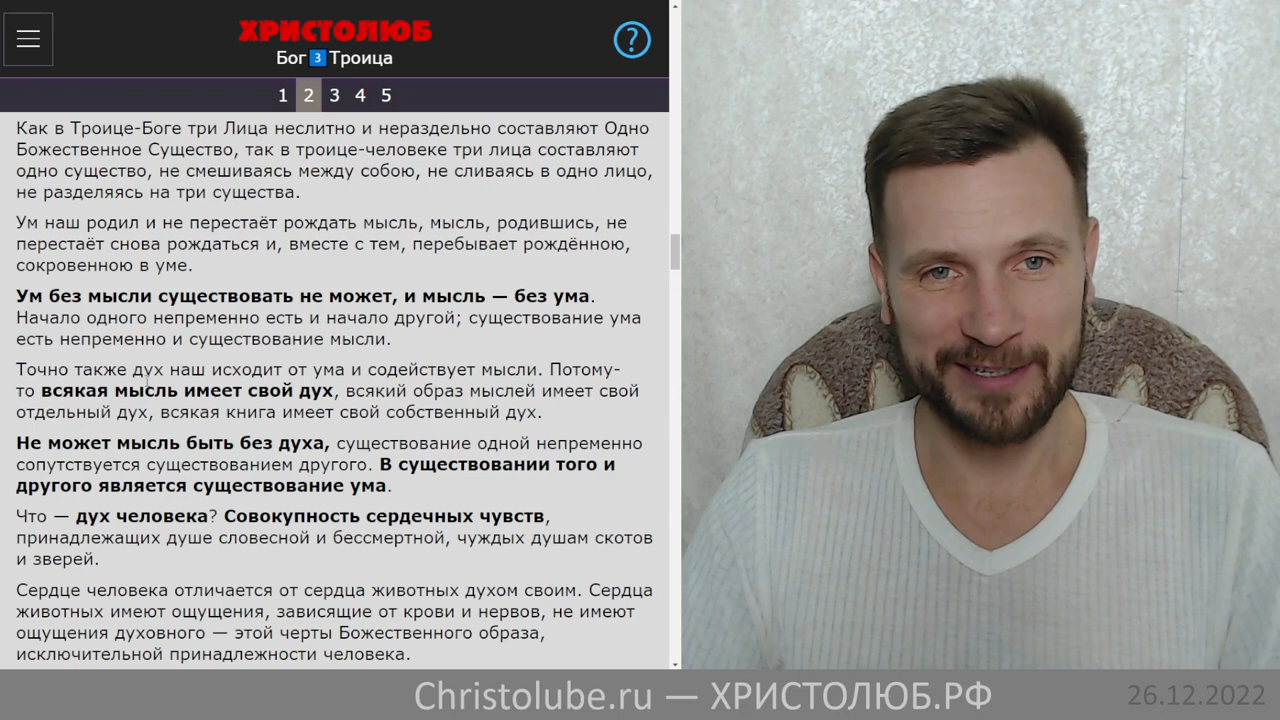 ХРИСТОЛЮБ
Бог 3 Троица
?
1 2 3 4 5
Как в Троице-Боге три Лица неслитно и нераздельно составляют Одно
Божественное Существо, так в троице-человеке три лица составляют
одно существо, не смешиваясь между собою, не сливаясь в одно лицо,
не разделяясь на три существа.
Ум наш родил и не перестаёт рождать мысль, мысль, родившись, не
перестаёт снова рождаться и, вместе с тем, перебывает рождённою,
сокровенною в уме.
Ум без мысли существовать не может, и мысль — без ума.
Начало одного непременно есть и начало другой; существование ума
есть непременно и существование мысли.
Точно также дух наш исходит от ума и содействует мысли. Потому-
то всякая мысль имеет свой дух, всякий образ мыслей имеет свой
отдельный дух, всякая книга имеет свой собственный дух.
Не может мысль быть без духа, существование одной непременно
сопутствуется существованием другого. В существовании того и
другого является существование ума.
Что — дух человека? Совокупность сердечных чувств,
принадлежащих душе словесной и бессмертной, чуждых душам скотов
и зверей.
Сердце человека отличается от сердца животных духом своим. Сердца
животных имеют ощущения, зависящие от крови и нервов, не имеют
ощущения духовного — этой черты Божественного образа,
исключительной принадлежности человека.
Christolube.ru — ХРИСТОЛЮБ.РФ
26.12.2022